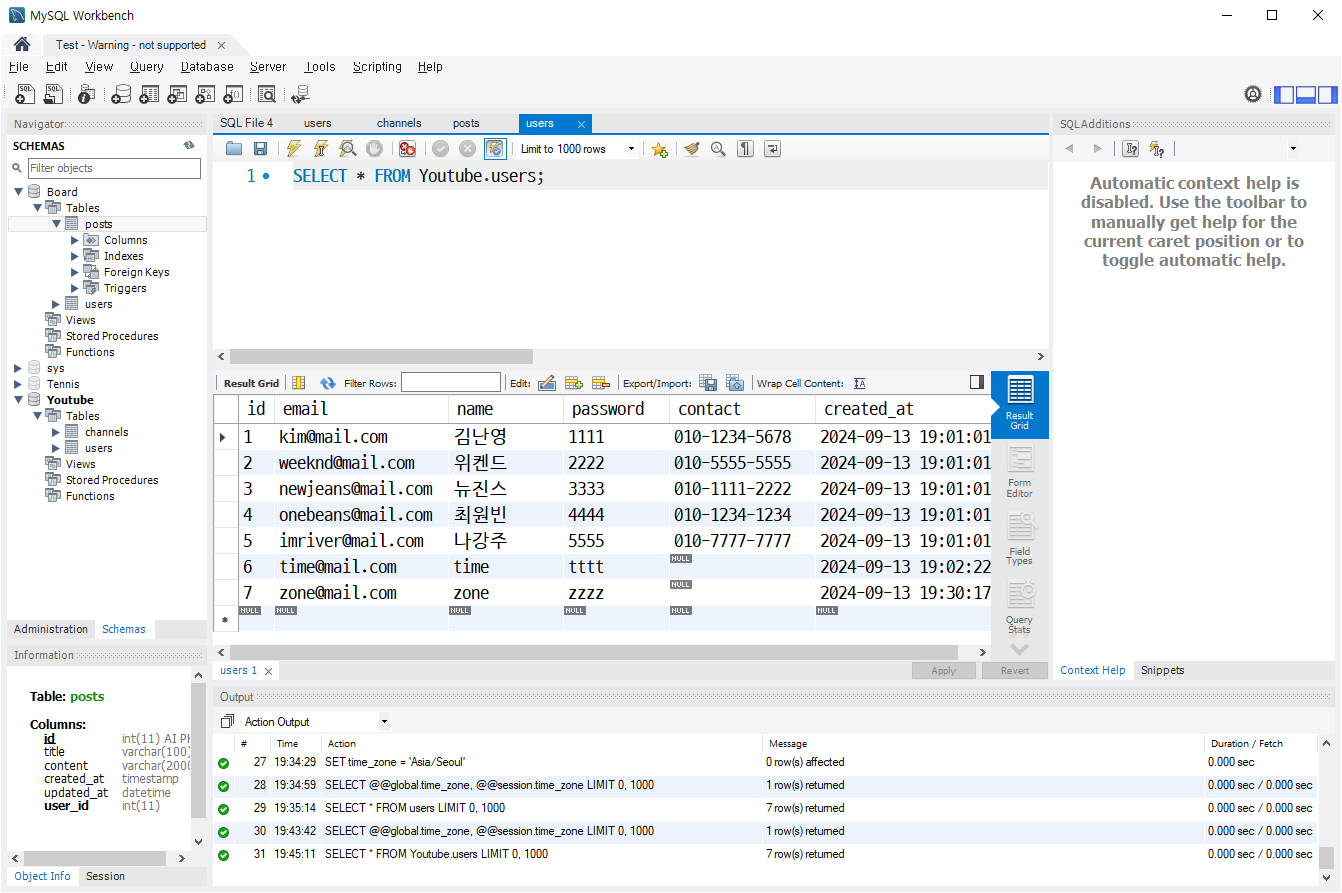 MySQL Workbench
Test - Warning - not supported
File Edit View Query Database Server Tools Scripting Help
Navigator
SCHEMAS
Filter objects
Board
Tables
posts
Columns
Indexes
Foreign Keys
Triggers
users
Views
Stored Procedures
Functions
sys
Tennis
Youtube
Tables
channels
users
Views
Stored Procedures
Functions
Administration Schemas
Information
Table: posts
Columns:
id int(11) AI
title varchar(100)
content
created_at timestamp
updated_at datetime
user_id int(11)
Object Info Session
SQL File 4 users channels posts users
Limit to 1000 rows
1 SELECT * FROM Youtube.users;
Result Grid Filter Rows: Edit: Export/Import: Wrap Cell Content:
id email name password contact created_at
1 kim@mail.com 김난영 1111 010-1234-5678 2024-09-13 19:01:01
2 weeknd@mail.com 위켄드 2222 010-5555-5555 2024-09-13 19:01:01
3 newjeans@mail.com 뉴진스 3333 010-1111-2222 2024-09-13 19:01:01
4 onebeans@mail.com 최원빈 4444 010-1234-1234 2024-09-13 19:01:01
5 imriver@mail.com 나강주 5555 010-7777-7777 2024-09-13 19:01:01
6 time@mail.com time tttt NULL 2024-09-13 19:02:22
7 zone@mail.com zone zzzz NULL 2024-09-13 19:30:17
NULL NULL NULL NULL NULL NULL
Result Grid
Form Editor
Field Types
Query Stats
users 1 Apply Revert
SQLAdditions
Automatic context help is
disabled. Use the toolbar to
manually get help for the
current caret position or to
toggle automatic help.
Context Help Snippets
Output
Action Output
# Time Action Message Duration / Fetch
27 19:34:29 SET time_zone = 'Asia/Seoul' 0 row(s) affected 0.000 sec
28 19:34:59 SELECT @@global.time_zone, @@session.time_zone LIMIT 0, 1000 1 row(s) returned 0.000 sec / 0.000 sec
29 19:35:14 SELECT * FROM users LIMIT 0, 1000 7 row(s) returned 0.000 sec / 0.000 sec
30 19:43:42 SELECT @@global.time_zone, @@session.time_zone LIMIT 0, 1000 1 row(s) returned 0.000 sec / 0.000 sec
31 19:45:11 SELECT * FROM Youtube.users LIMIT 0, 1000 7 row(s) returned 0.000 sec / 0.000 sec